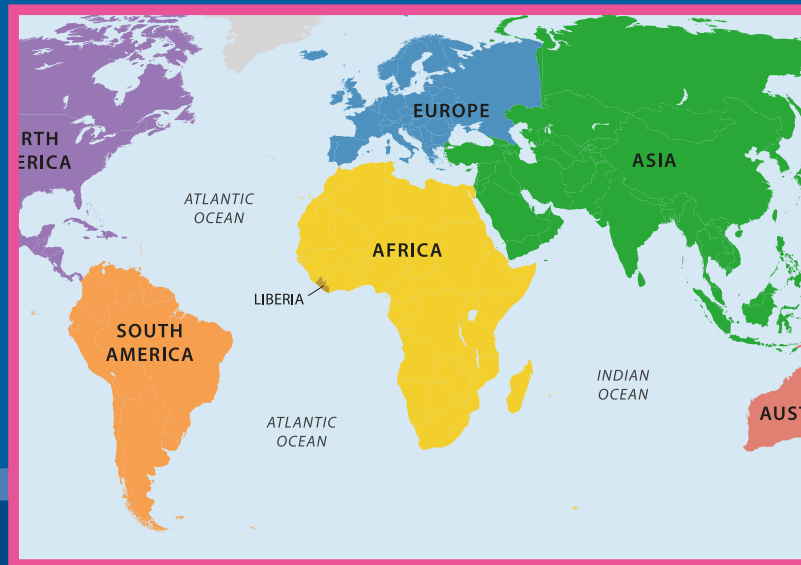 RTH
ERICA
EUROPE
ASIA
ATLANTIC
OCEAN
AFRICA
LIBERIA
SOUTH
AMERICA
INDIAN
OCEAN
AUST
ATLANTIC
OCEAN